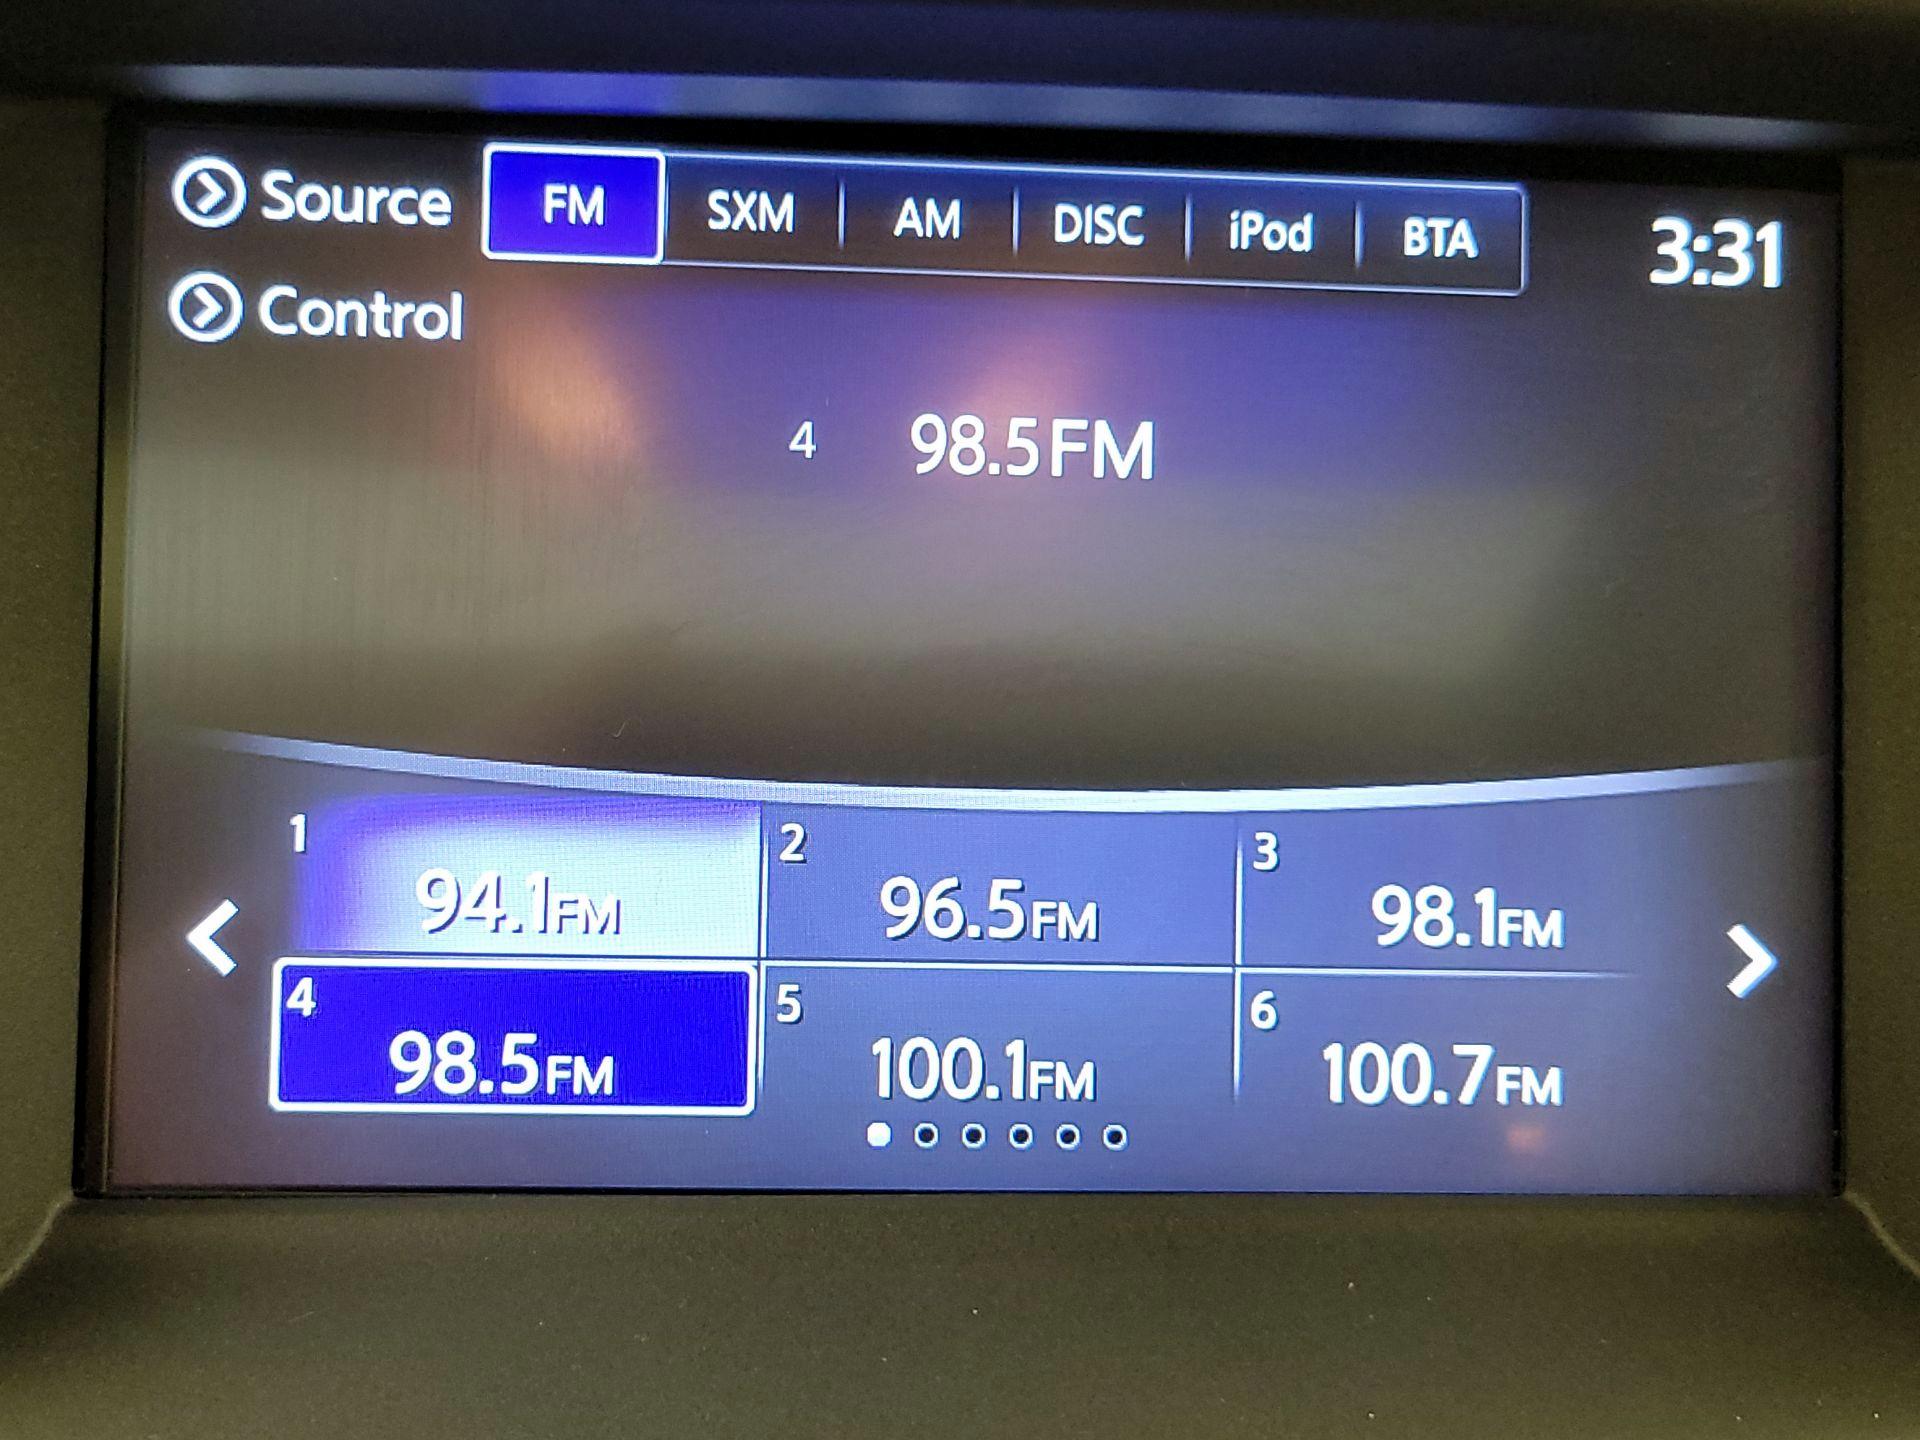 Source FM SXM AM DISC iPod BTA 3:31
Control
4 98.5FM
1 2 3
94.1FM 96.5FM 98.1FM
4 5 6
98.5FM 100.1FM 100.7FM